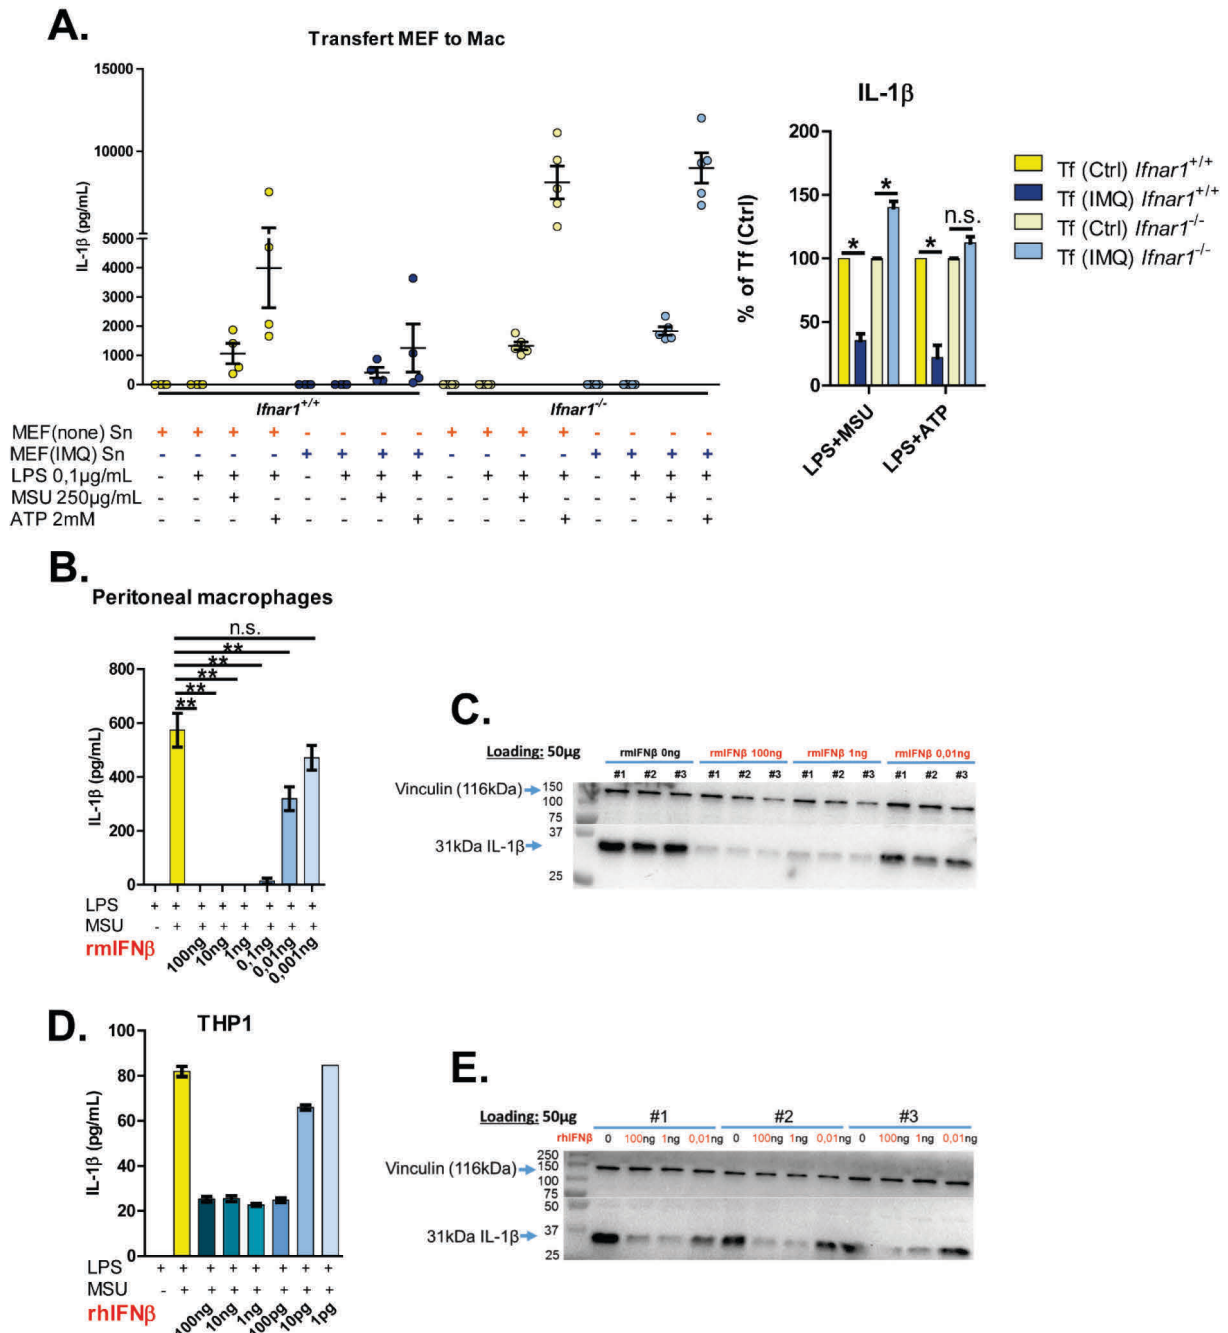 A.
Transfert MEF to Mac
15000
10000
5000
4000
3000
2000
1000
0
IL-1β (pg/mL)
Ifnar1+/+
Ifnar1-/-
MEF(none) Sn + + + + - - - - + + + + - - - -
MEF(IMQ) Sn - - - - + + + + - - - - + + + +
LPS 0,1µg/mL - + + + - + + + - + + + - + + +
MSU 250µg/mL - - + - - - + - - - + - - - + -
ATP 2mM - - - + - - - + - - - + - - - +
IL-1β
200
150
100
50
0
% of Tf (Ctrl)
* * * n.s.
LPS+MSU
LPS+ATP
Tf (Ctrl) Ifnar1+/+
Tf (IMQ) Ifnar1+/+
Tf (Ctrl) Ifnar1-/-
Tf (IMQ) Ifnar1-/-
B.
Peritoneal macrophages
n.s.
**
**
**
**
**
800
600
400
200
0
IL-1β (pg/mL)
LPS + + + + + + + +
MSU - + + + + + + +
rmIFNβ 100ng 10ng 1ng 0,1ng 0,01ng 0,001ng
C.
Loading: 50µg
rmIFNβ 0ng rmIFNβ 100ng rmIFNβ 1ng rmIFNβ 0,01ng
#1 #2 #3 #1 #2 #3 #1 #2 #3 #1 #2 #3
Vinculin (116kDa)
150
100
75
37
31kDa IL-1β
25
D.
THP1
100
80
60
40
20
0
IL-1β (pg/mL)
LPS + + + + + + + +
MSU - + + + + + + +
rhIFNβ 100ng 10ng 1ng 100pg 10pg 1pg
E.
Loading: 50µg
#1 #2 #3
rhIFNβ 0 100ng 1ng 0,01ng 0 100ng 1ng 0,01ng 0 100ng 1ng 0,01ng
250
Vinculin (116kDa)
150
100
75
50
37
31kDa IL-1β
25